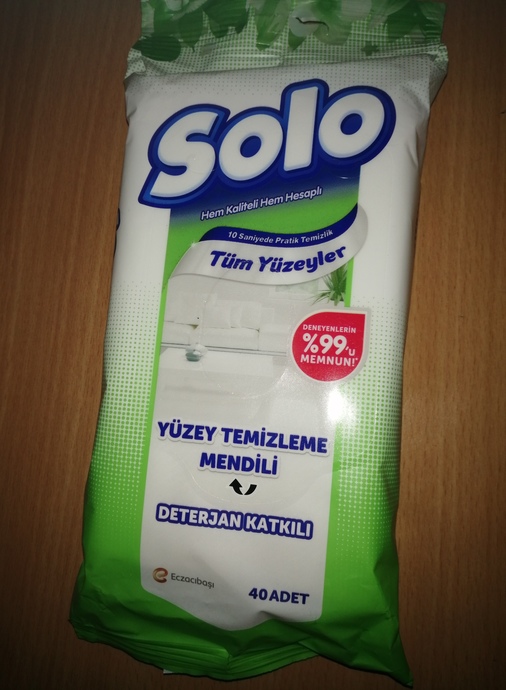 Solo
Hem Kaliteli Hem Hesaplı
10 Saniyede Pratik Temizlik
Tüm Yüzeyler
DENEYENLERİN
%99'u
MEMNUN!*
YÜZEY TEMİZLEME
MENDİLİ
DETERJAN KATKILI
Eczacıbaşı
40 ADET